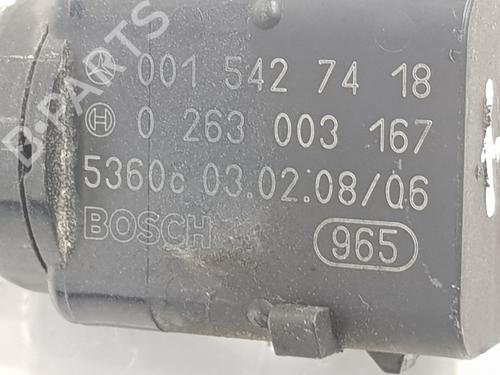 001 542 74 18
0 263 003 167
5360c 03.02.08/06
BOSCH
965
D-PARTS